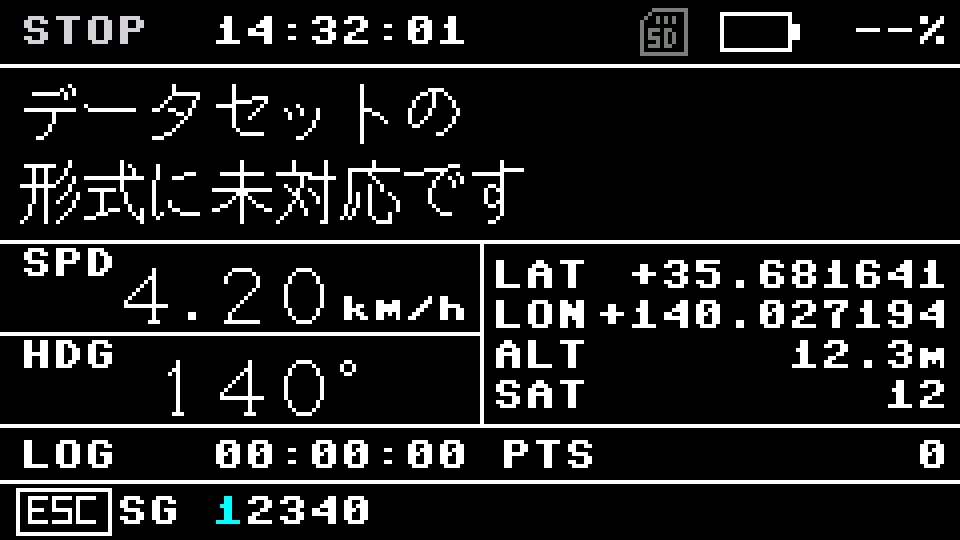 STOP 14:32:01 SD --%
データセットの
形式に未対応です
SPD 4.20km/h
HDG 140°
LAT +35.681641
LON+140.027194
ALT 12.3m
SAT 12
LOG 00:00:00 PTS 0
ESC SG 12340